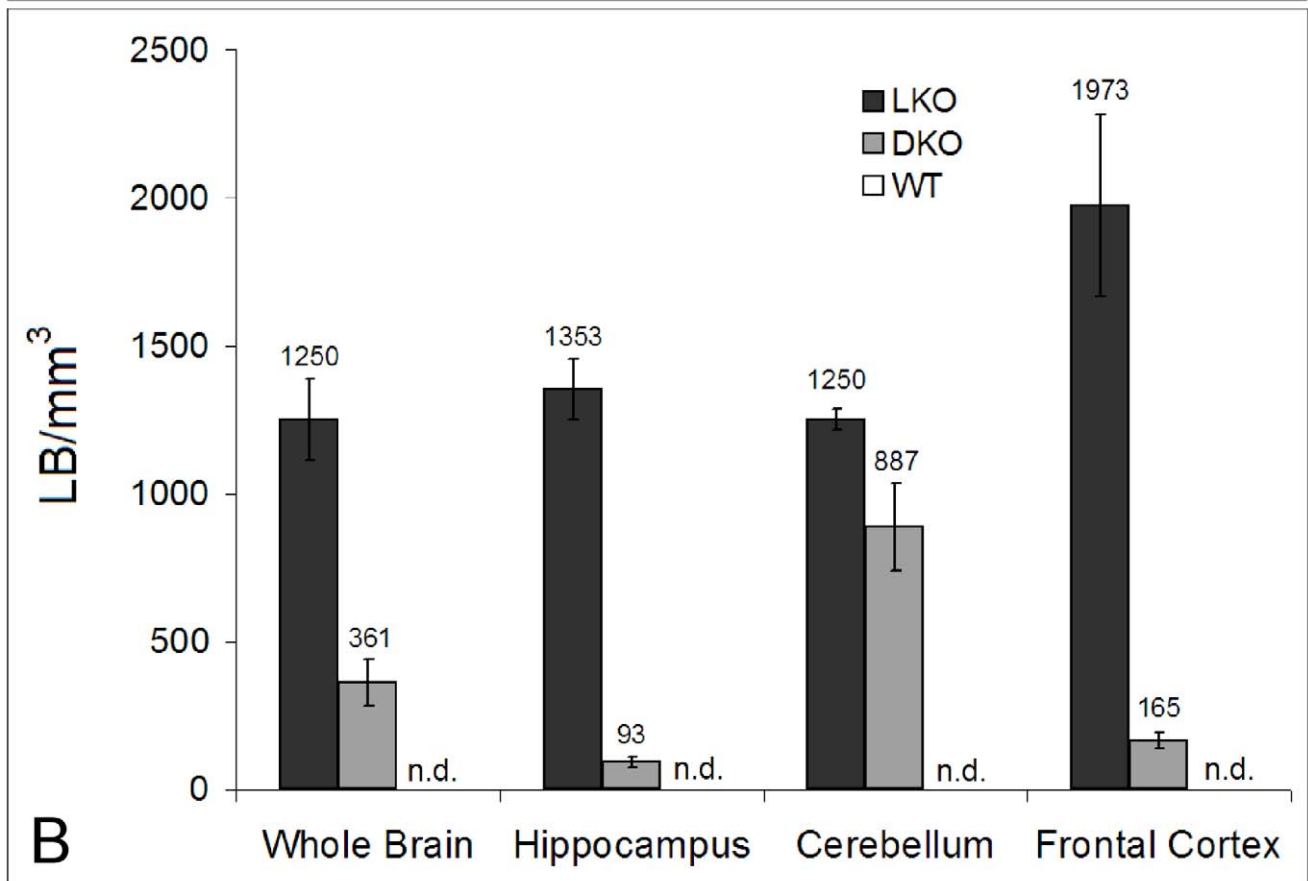 2500
2000
1500
1000
500
0
LB/mm³
LKO
DKO
WT
1250
361
n.d.
1353
93
n.d.
1250
887
n.d.
1973
165
n.d.
Whole Brain
Hippocampus
Cerebellum
Frontal Cortex
B